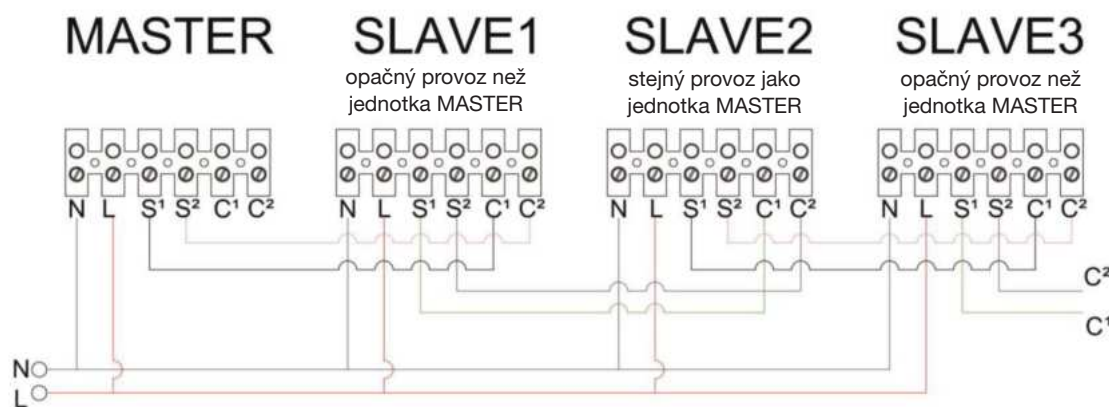 MASTER SLAVE1 SLAVE2 SLAVE3
opačný provoz než
jednotka MASTER
stejný provoz jako
jednotka MASTER
opačný provoz než
jednotka MASTER
N L S¹ S² C¹ C²
N L S¹ S² C¹ C²
N L S¹ S² C¹ C²
N L S¹ S² C¹ C²
C²
C¹
N
L